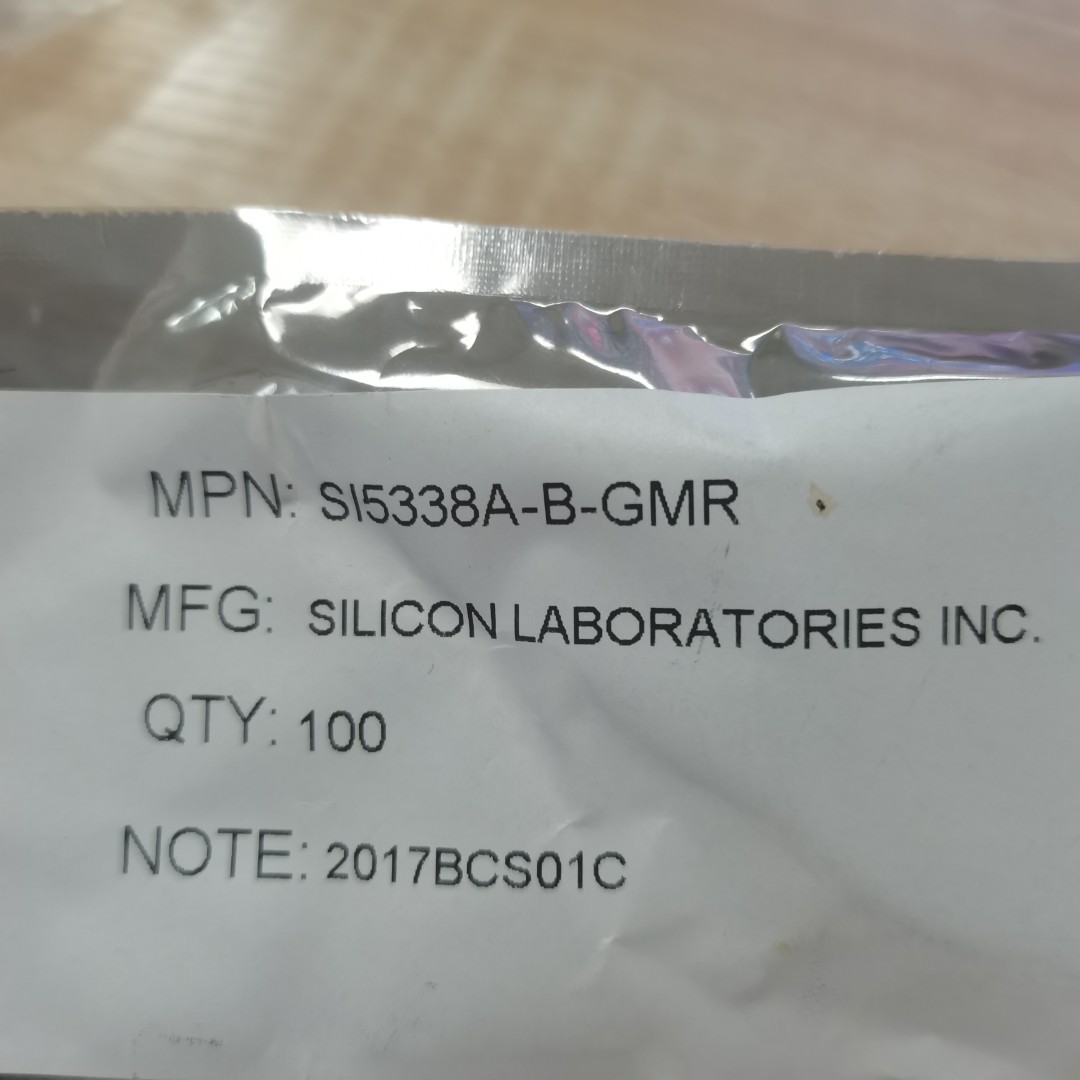 MPN: SI5338A-B-GMR
MFG: SILICON LABORATORIES INC.
QTY: 100
NOTE: 2017BCS01C